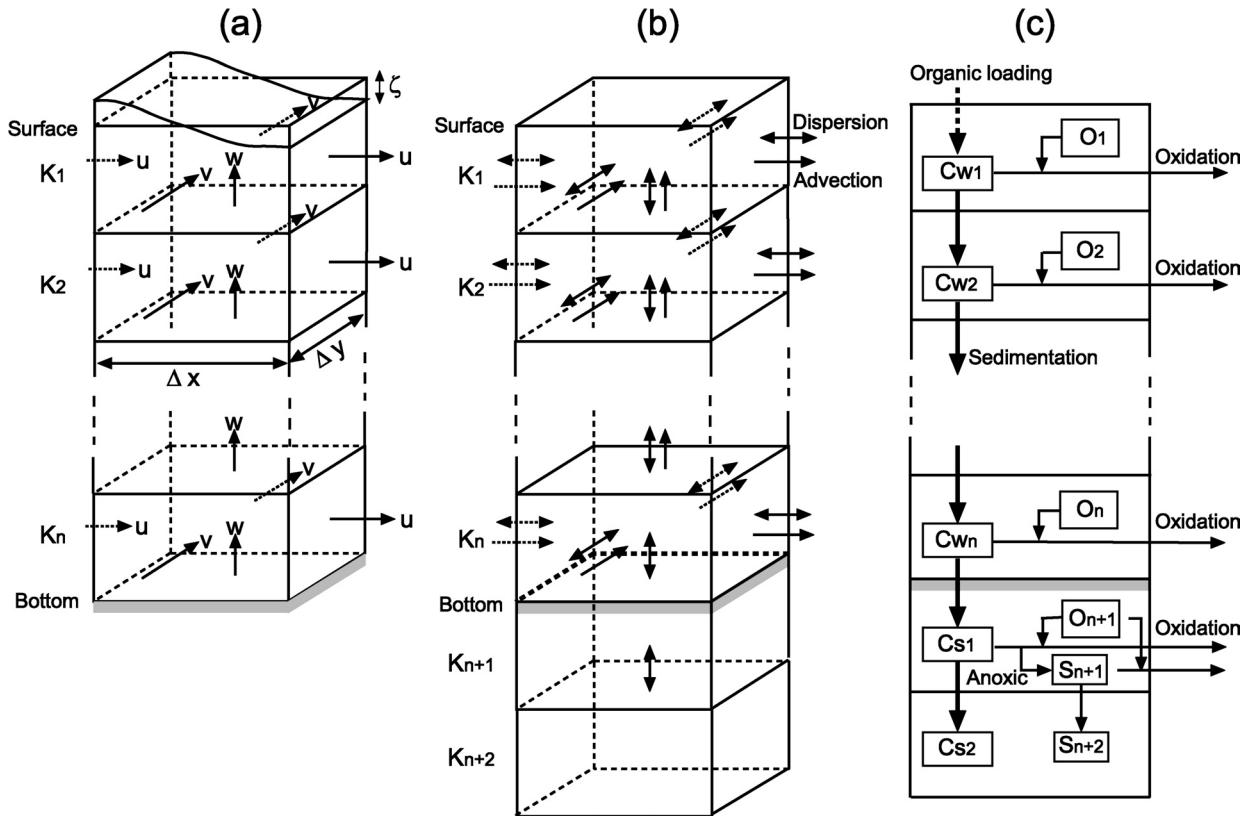 (a)
ζ
v
Surface
K1
u
w
v
u
v
K2
u
w
v
u
Δ y
Δ x
w
v
Kn
u
w
v
u
Bottom
(b)
Surface
Dispersion
K1
Advection
K2
Kn
Bottom
Kn+1
Kn+2
(c)
Organic loading
O1
Oxidation
Cw1
O2
Oxidation
Cw2
Sedimentation
On
Oxidation
Cwn
On+1
Oxidation
Cs1
Anoxic
Sn+1
Cs2
Sn+2